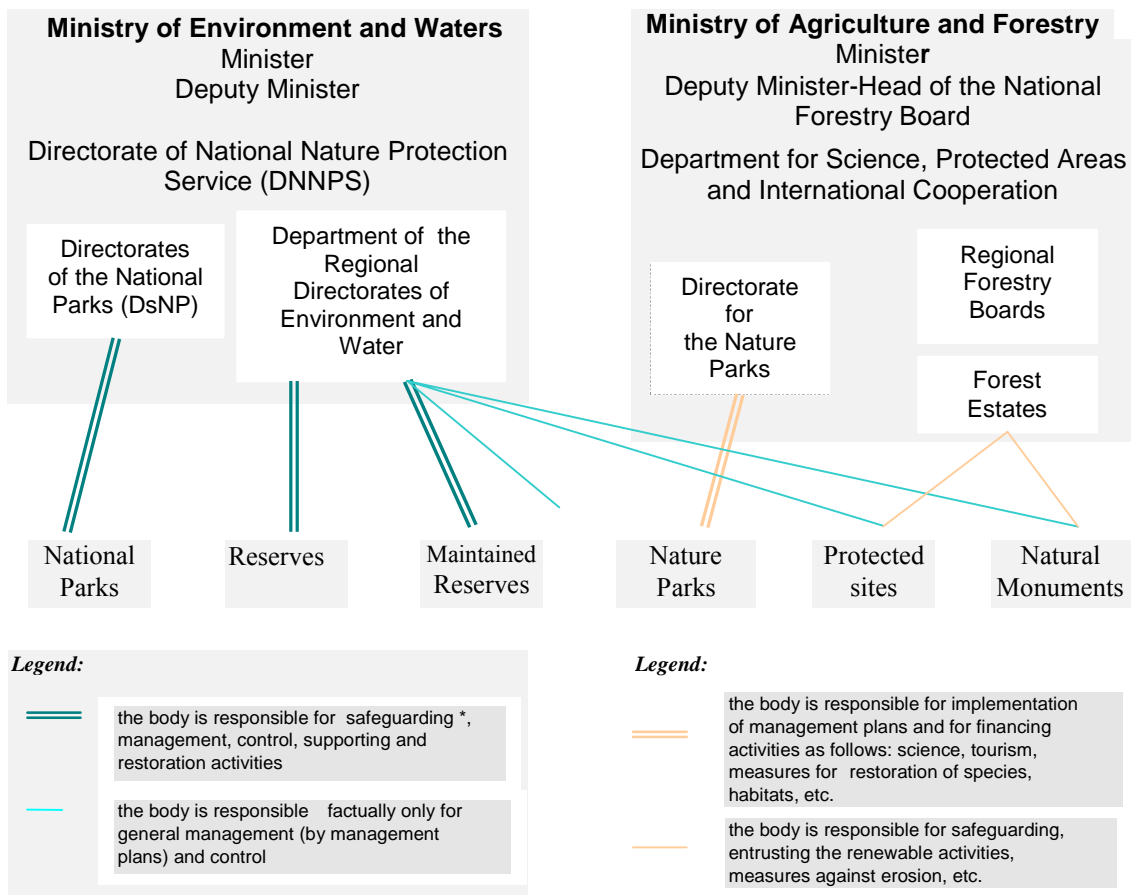 Ministry of Environment and Waters
Minister
Deputy Minister
Directorate of National Nature Protection
Service (DNNPS)
Directorates
of the National
Parks (DsNP)
Department of the
Regional
Directorates of
Environment and
Water
Ministry of Agriculture and Forestry
Minister
Deputy Minister-Head of the National
Forestry Board
Department for Science, Protected Areas
and International Cooperation
Directorate
for
the Nature
Parks
Regional
Forestry
Boards
Forest
Estates
National
Parks
Reserves
Maintained
Reserves
Nature
Parks
Protected
sites
Natural
Monuments
Legend:
the body is responsible for safeguarding *,
management, control, supporting and
restoration activities
the body is responsible factually only for
general management (by management
plans) and control
Legend:
the body is responsible for implementation
of management plans and for financing
activities as follows: science, tourism,
measures for restoration of species,
habitats, etc.
the body is responsible for safeguarding,
entrusting the renewable activities,
measures against erosion, etc.